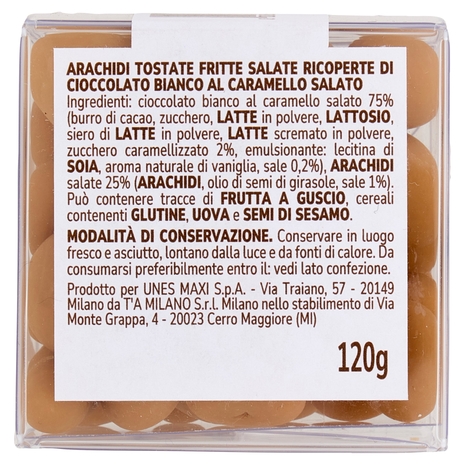 ARACHIDI TOSTATE FRITTE SALATE RICOPERTE DI
CIOCCOLATO BIANCO AL CARAMELLO SALATO
Ingredienti: cioccolato bianco al caramello salato 75%
(burro di cacao, zucchero, LATTE in polvere, LATTOSIO,
siero di LATTE in polvere, LATTE scremato in polvere,
zucchero caramellizzato 2%, emulsionante: lecitina di
SOIA, aroma naturale di vaniglia, sale 0,2%), ARACHIDI
salate 25% (ARACHIDI, olio di semi di girasole, sale 1%).
Può contenere tracce di FRUTTA A GUSCIO, cereali
contenenti GLUTINE, UOVA e SEMI DI SESAMO.
MODALITÀ DI CONSERVAZIONE. Conservare in luogo
fresco e asciutto, lontano dalla luce e da fonti di calore. Da
consumarsi preferibilmente entro il: vedi lato confezione.
Prodotto per UNES MAXI S.p.A. - Via Traiano, 57 - 20149
Milano da T'A MILANO S.r.l. Milano nello stabilimento di Via
Monte Grappa, 4 - 20023 Cerro Maggiore (MI)
120g